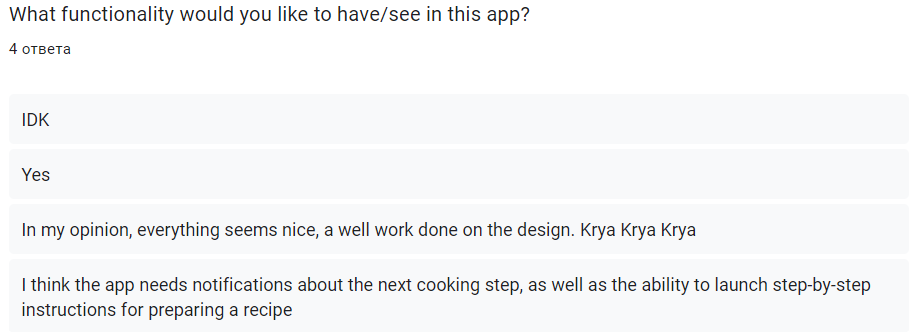 What functionality would you like to have/see in this app?
4 ответа
IDK
Yes
In my opinion, everything seems nice, a well work done on the design. Krya Krya Krya
I think the app needs notifications about the next cooking step, as well as the ability to launch step-by-step
instructions for preparing a recipe